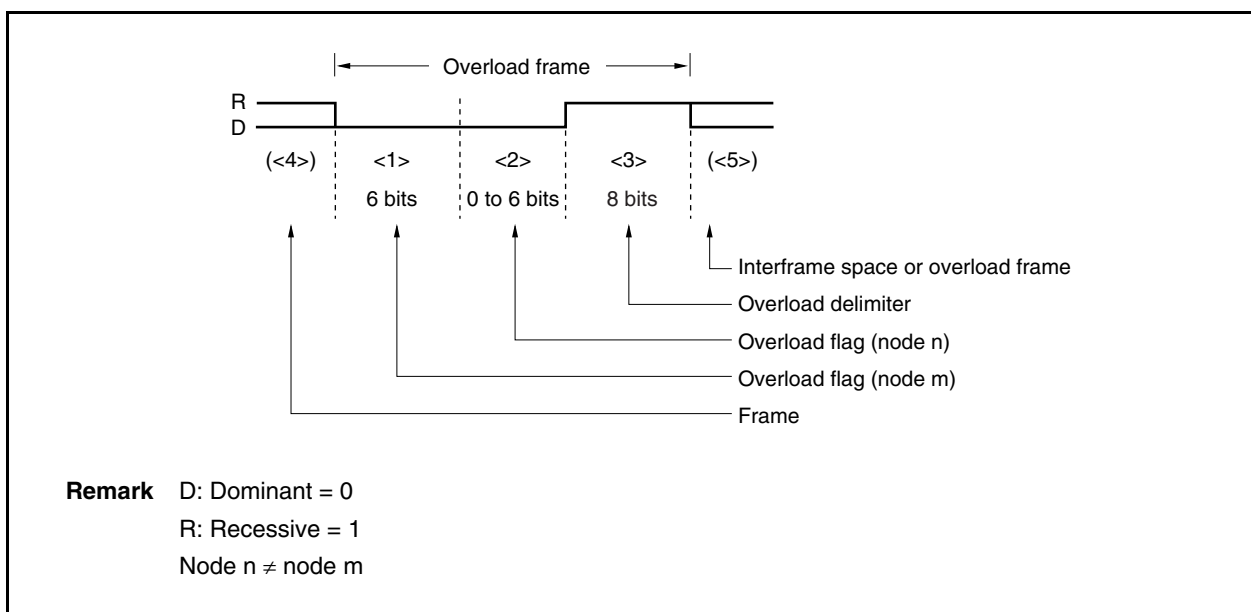 Overload frame
R
D
(<4>) <1> <2> <3> (<5>)
6 bits 0 to 6 bits 8 bits
Interframe space or overload frame
Overload delimiter
Overload flag (node n)
Overload flag (node m)
Frame
Remark D: Dominant = 0
R: Recessive = 1
Node n ≠ node m